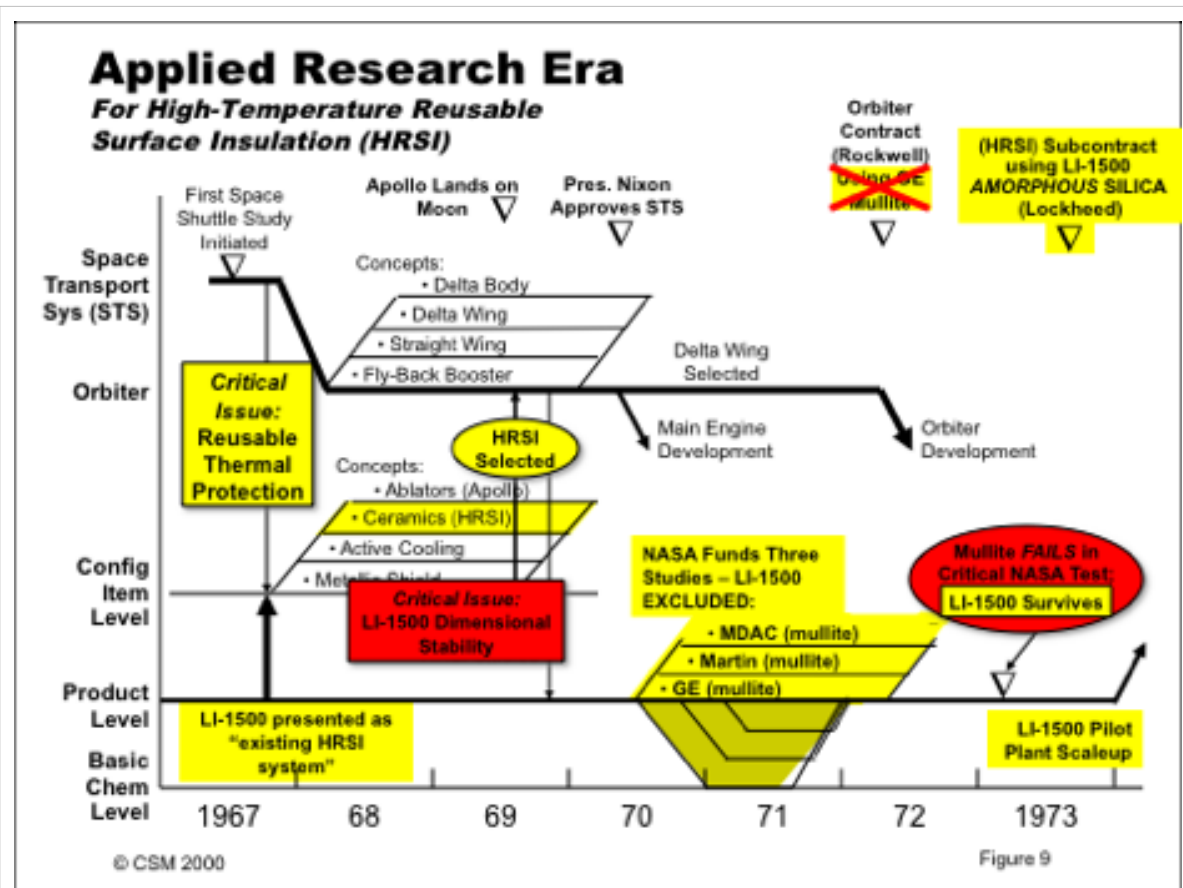 Applied Research Era
For High-Temperature Reusable
Surface Insulation (HRSI)
First Space
Shuttle Study
Initiated
Apollo Lands on
Moon
Pres. Nixon
Approves STS
Orbiter
Contract
(Rockwell)
Using GE
Mullite
(HRSI) Subcontract
using LI-1500
AMORPHOUS SILICA
(Lockheed)
Space
Transport
Sys (STS)
Concepts:
• Delta Body
• Delta Wing
• Straight Wing
• Fly-Back Booster
Delta Wing
Selected
Orbiter
Critical
Issue:
Reusable
Thermal
Protection
HRSI
Selected
Main Engine
Development
Orbiter
Development
Concepts:
• Ablators (Apollo)
• Ceramics (HRSI)
• Active Cooling
• Metallic Shield
Config
Item
Level
Critical Issue:
LI-1500 Dimensional
Stability
NASA Funds Three
Studies – LI-1500
EXCLUDED:
• MDAC (mullite)
• Martin (mullite)
• GE (mullite)
Mullite FAILS in
Critical NASA Test:
LI-1500 Survives
Product
Level
LI-1500 presented as
“existing HRSI
system”
LI-1500 Pilot
Plant Scaleup
Basic
Chem
Level
1967 68 69 70 71 72 1973
© CSM 2000
Figure 9